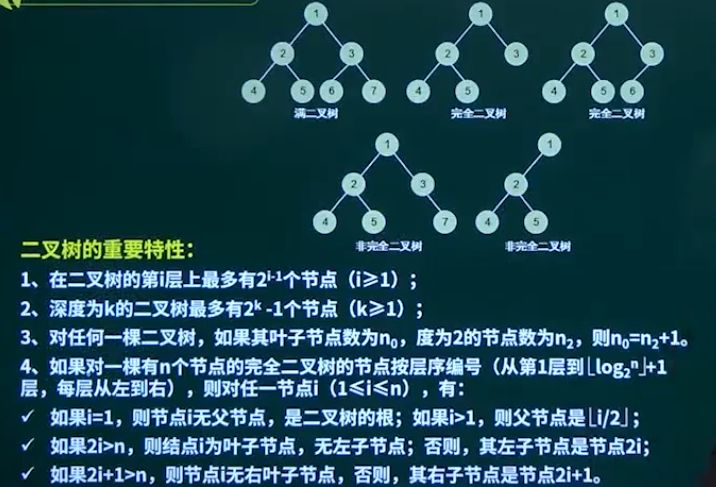 1
1
1
2
3
2
3
2
3
4
5
6
7
4
5
4
5
6
满二叉树
完全二叉树
完全二叉树
1
1
2
3
2
4
5
7
4
5
非完全二叉树
非完全二叉树
二叉树的重要特性：
1、在二叉树的第i层上最多有2ⁱ⁻¹个节点（i≥1）；
2、深度为k的二叉树最多有2ᵏ -1个节点（k≥1）；
3、对任何一棵二叉树，如果其叶子节点数为n₀，度为2的节点数为n₂，则n₀=n₂+1。
4、如果对一棵有n个节点的完全二叉树的节点按层序编号（从第1层到⌊log₂ⁿ⌋+1
层，每层从左到右），则对任一节点i（1≤i≤n），有：
✓ 如果i=1，则节点i无父节点，是二叉树的根；如果i>1，则父节点是⌊i/2⌋；
✓ 如果2i>n，则结点i为叶子节点，无左子节点；否则，其左子节点是节点2i；
✓ 如果2i+1>n，则节点i无右叶子节点，否则，其右子节点是节点2i+1。